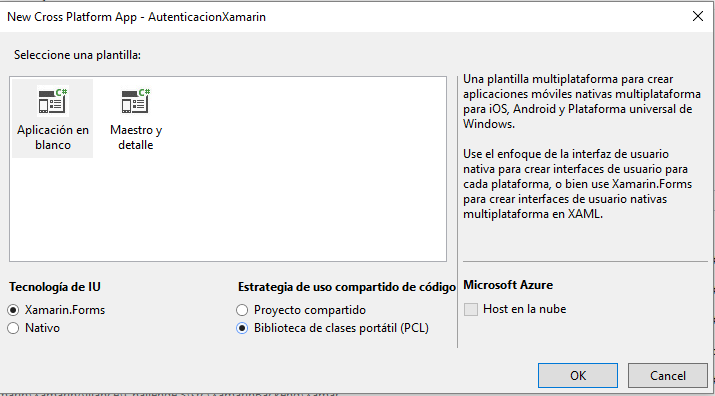 New Cross Platform App - AutenticacionXamarin
Seleccione una plantilla:
C#
Aplicación en
blanco
C#
Maestro y
detalle
Una plantilla multiplataforma para crear
aplicaciones móviles nativas multiplataforma
para iOS, Android y Plataforma universal de
Windows.
Use el enfoque de la interfaz de usuario
nativa para crear interfaces de usuario para
cada plataforma, o bien use Xamarin.Forms
para crear interfaces de usuario nativas
multiplataforma en XAML.
Tecnología de IU
Xamarin.Forms
Nativo
Estrategia de uso compartido de código
Proyecto compartido
Biblioteca de clases portátil (PCL)
Microsoft Azure
Host en la nube
OK
Cancel